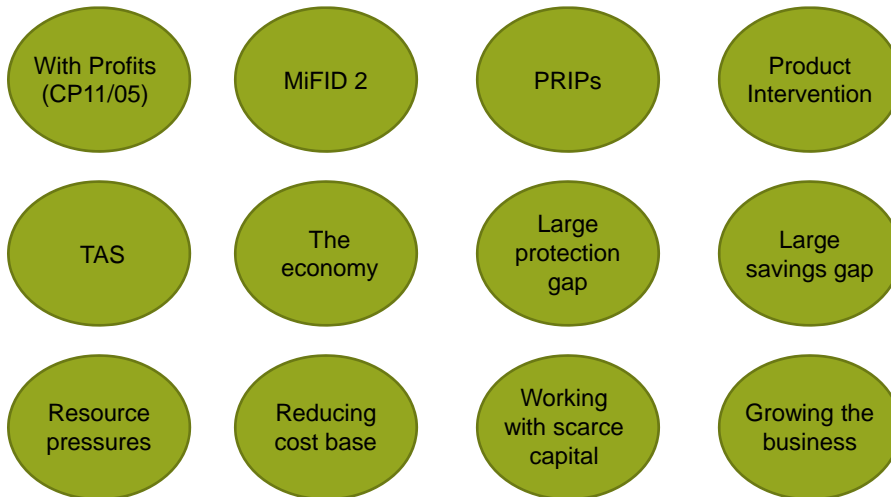 With Profits
(CP11/05)
MiFID 2
PRIPs
Product
Intervention
TAS
The
economy
Large
protection
gap
Large
savings gap
Resource
pressures
Reducing
cost base
Working
with scarce
capital
Growing the
business